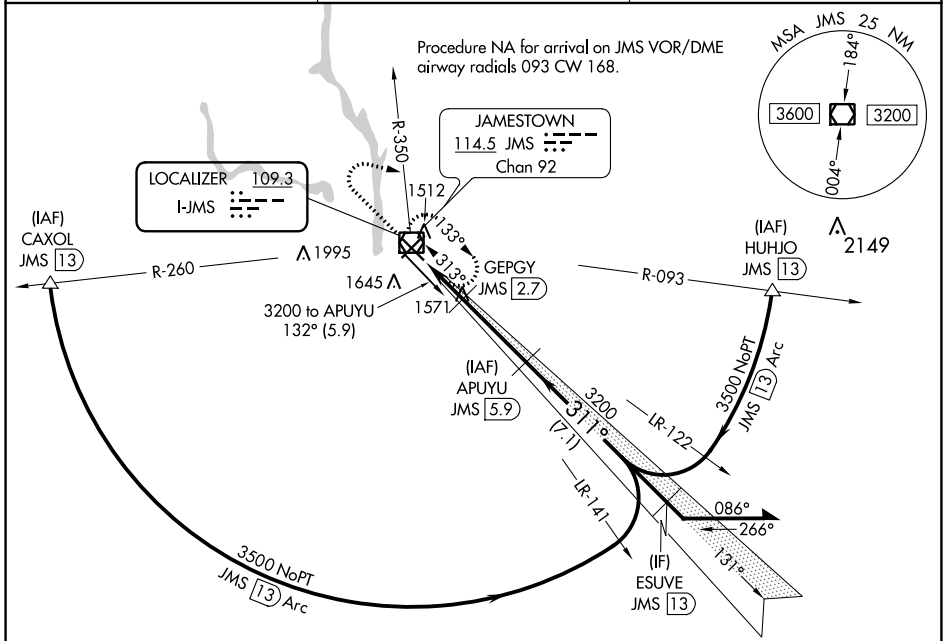 Procedure NA for arrival on JMS VOR/DME
airway radials 093 CW 168.
MSA JMS 25 NM
184°
3600
3200
004°
R-350
JAMESTOWN
114.5 JMS
Chan 92
LOCALIZER 109.3
I-JMS
1512
133°
313°
(IAF)
CAXOL
JMS 13
R-260
1995
1645
1571
GEPGY
JMS 2.7
3200 to APUYU
132° (5.9)
R-093
(IAF)
HUHJO
JMS 13
2149
(IAF)
APUYU
JMS 5.9
3200
311°
(7.1)
LR-122
3500 NoPT
JMS 13 Arc
LR-141
086°
266°
131°
(IF)
ESUVE
JMS 13
3500 NoPT
JMS 13 Arc